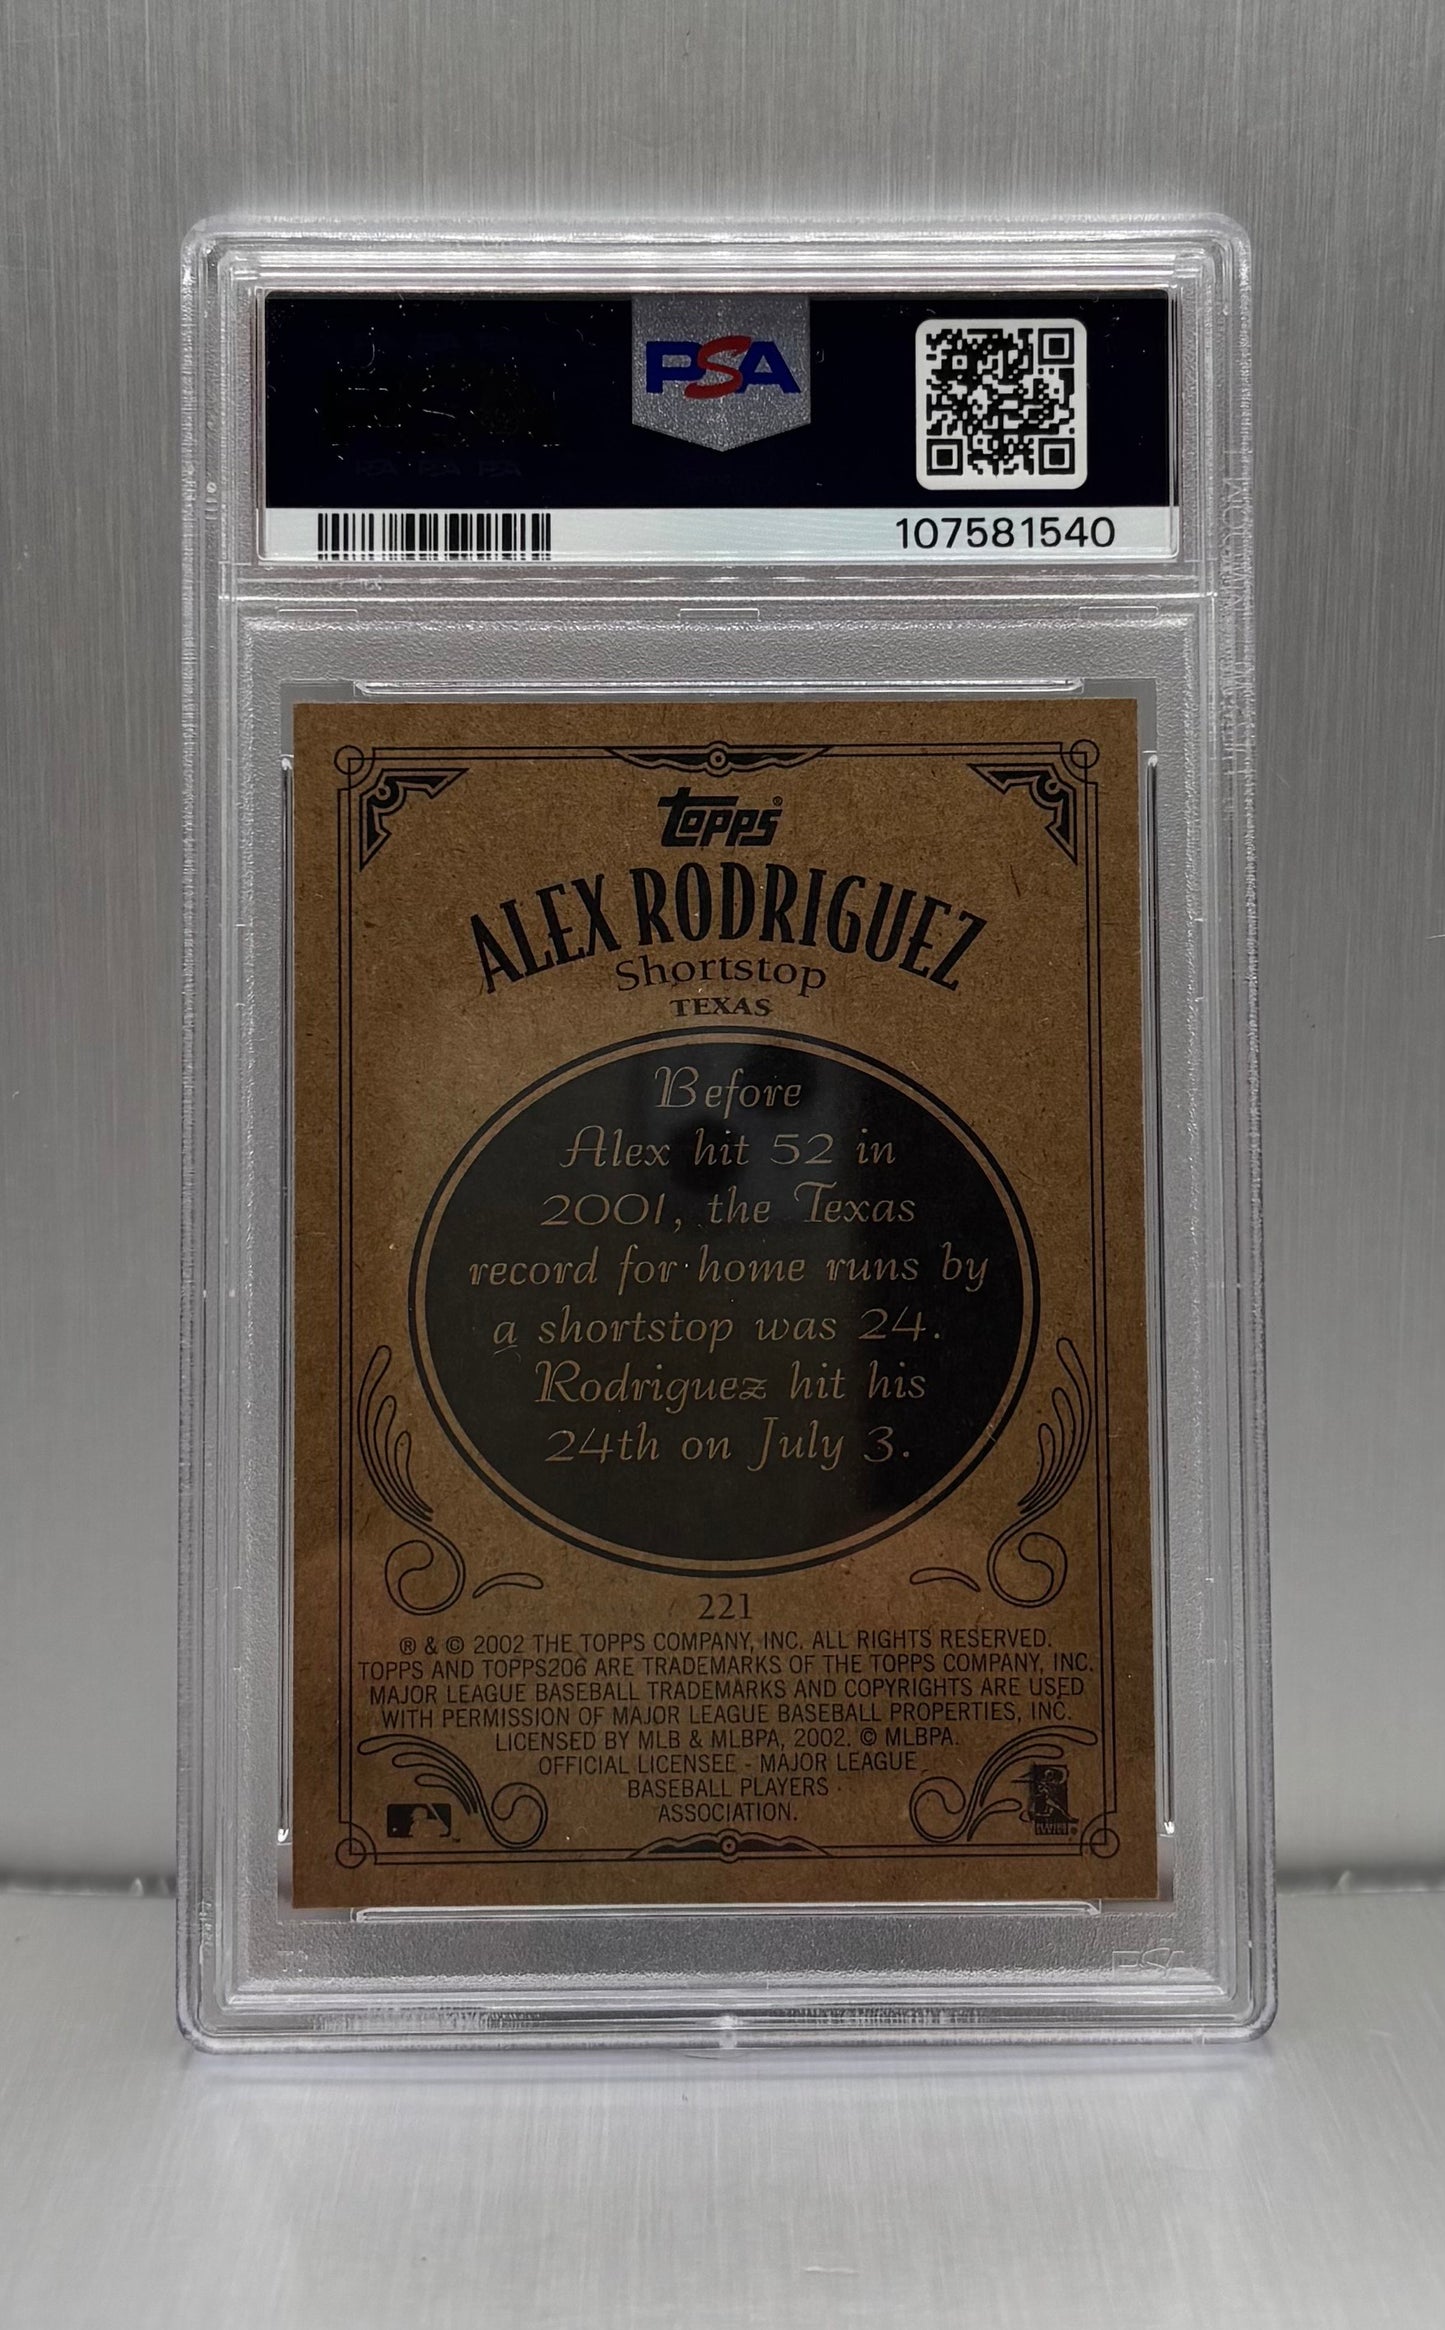 PSA
PSA PSA PSA
107581540
topps®
ALEX RODRIGUEZ
Shortstop
TEXAS
Before
Alex hit 52 in
2001, the Texas
record for home runs by
a shortstop was 24.
Rodriguez hit his
24th on July 3.
221
® & © 2002 THE TOPPS COMPANY, INC. ALL RIGHTS RESERVED.
TOPPS AND TOPPS206 ARE TRADEMARKS OF THE TOPPS COMPANY, INC.
MAJOR LEAGUE BASEBALL TRADEMARKS AND COPYRIGHTS ARE USED
WITH PERMISSION OF MAJOR LEAGUE BASEBALL PROPERTIES, INC.
LICENSED BY MLB & MLBPA, 2002. © MLBPA.
OFFICIAL LICENSEE - MAJOR LEAGUE
BASEBALL PLAYERS
ASSOCIATION.
PSA